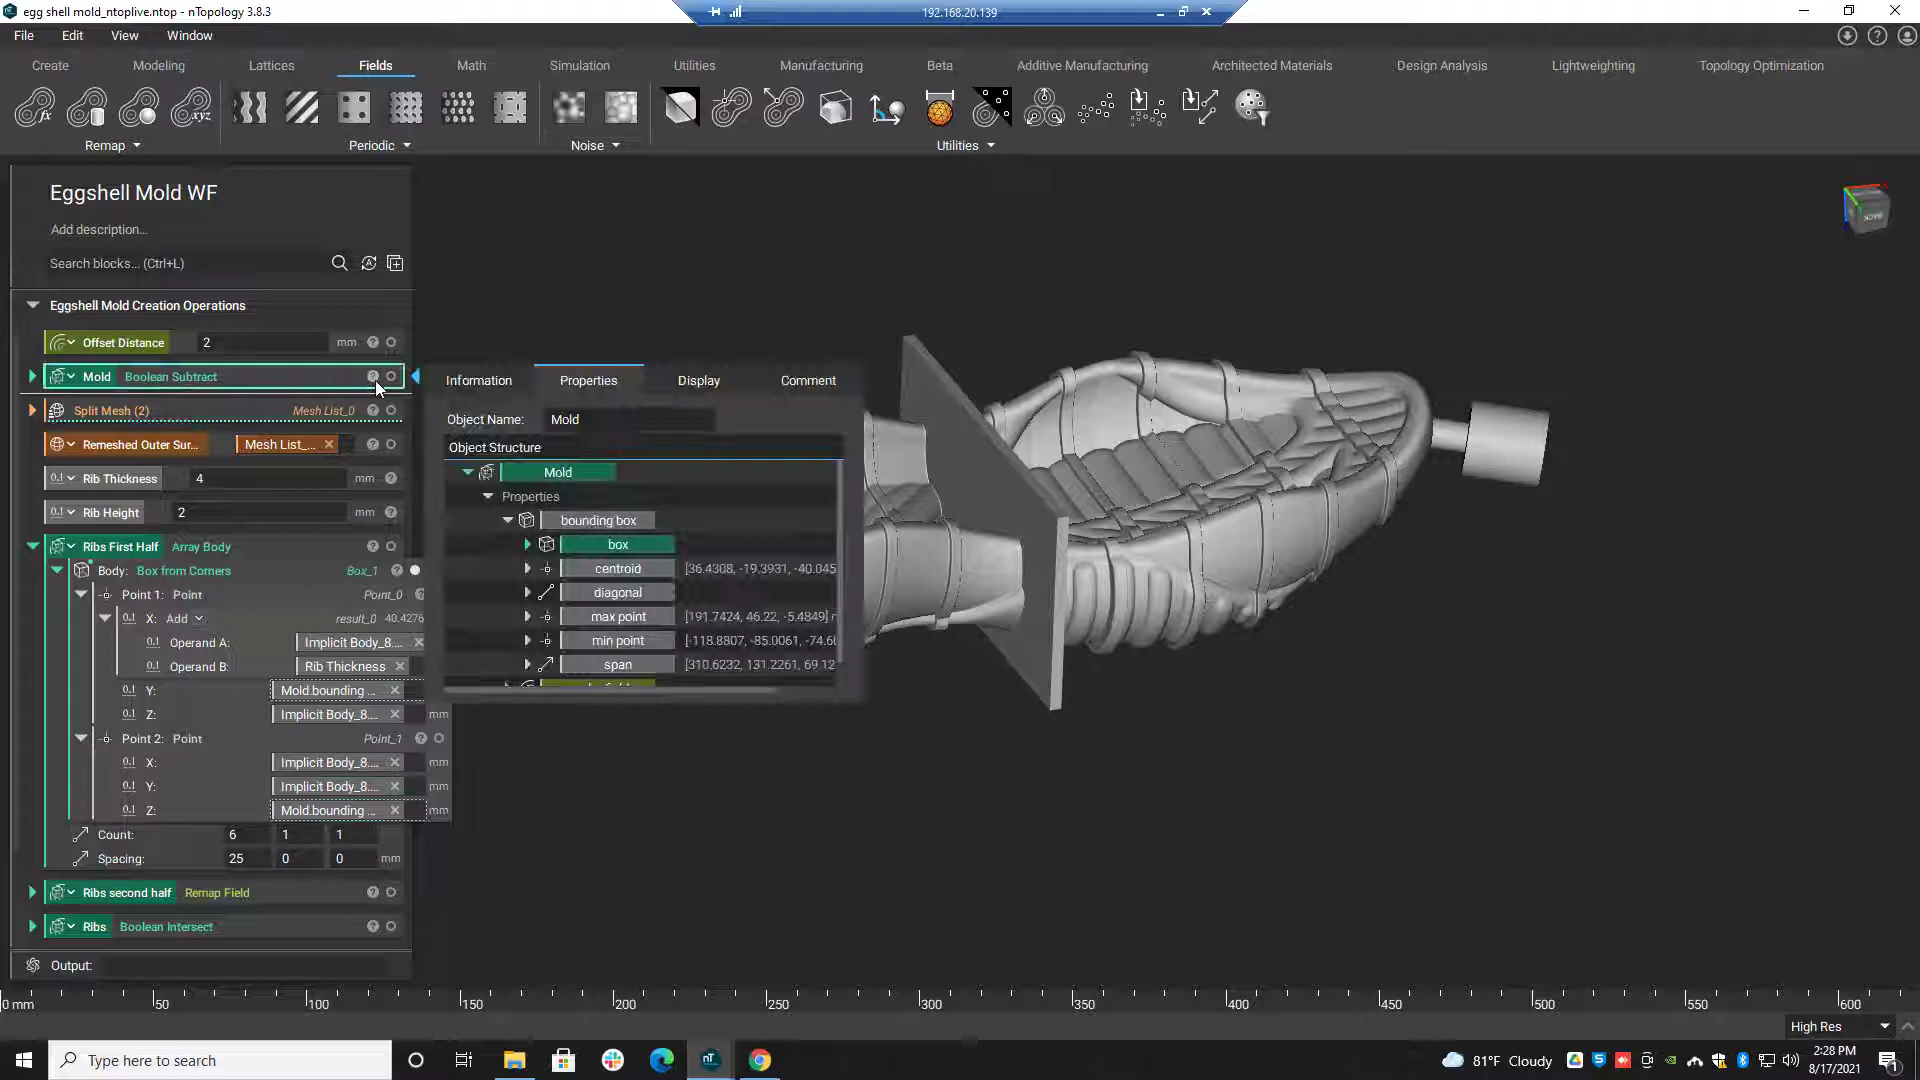 egg shell mold_ntoplive.ntop - nTopology 3.8.3
192.168.20.139
File Edit View Window
Create Modeling Lattices Fields Math Simulation Utilities Manufacturing Beta Additive Manufacturing Architected Materials Design Analysis Lightweighting Topology Optimization
Remap Periodic Noise Utilities
Eggshell Mold WF
Add description...
Search blocks... (Ctrl+L)
Eggshell Mold Creation Operations
Offset Distance 2 mm
Mold Boolean Subtract
Split Mesh (2) Mesh List_0
Remeshed Outer Sur... Mesh List_...
Rib Thickness 4 mm
Rib Height 2 mm
Ribs First Half Array Body
Body: Box from Corners Box_1
Point 1: Point Point_0
X: Add result_0 40.4276
Operand A: Implicit Body_8....
Operand B: Rib Thickness
Y: Mold.bounding ...
Z: Implicit Body_8.... mm
Point 2: Point Point_1
X: Implicit Body_8.... mm
Y: Implicit Body_8.... mm
Z: Mold.bounding ... mm
Count: 6 1 1
Spacing: 25 0 0 mm
Ribs second half Remap Field
Ribs Boolean Intersect
Output:
Information Properties Display Comment
Object Name: Mold
Object Structure
Mold
Properties
bounding box
box
centroid [36.4308, -19.3931, -40.045
diagonal
max point [191.7424, 46.22, -5.4849]
min point [-118.8807, -85.0061, -74.6
span [310.6232, 131.2261, 69.12
BACK
0 mm 50 100 150 200 250 300 350 400 450 500 550 600
High Res
Type here to search
nT
81°F Cloudy
2:28 PM
8/17/2021
1